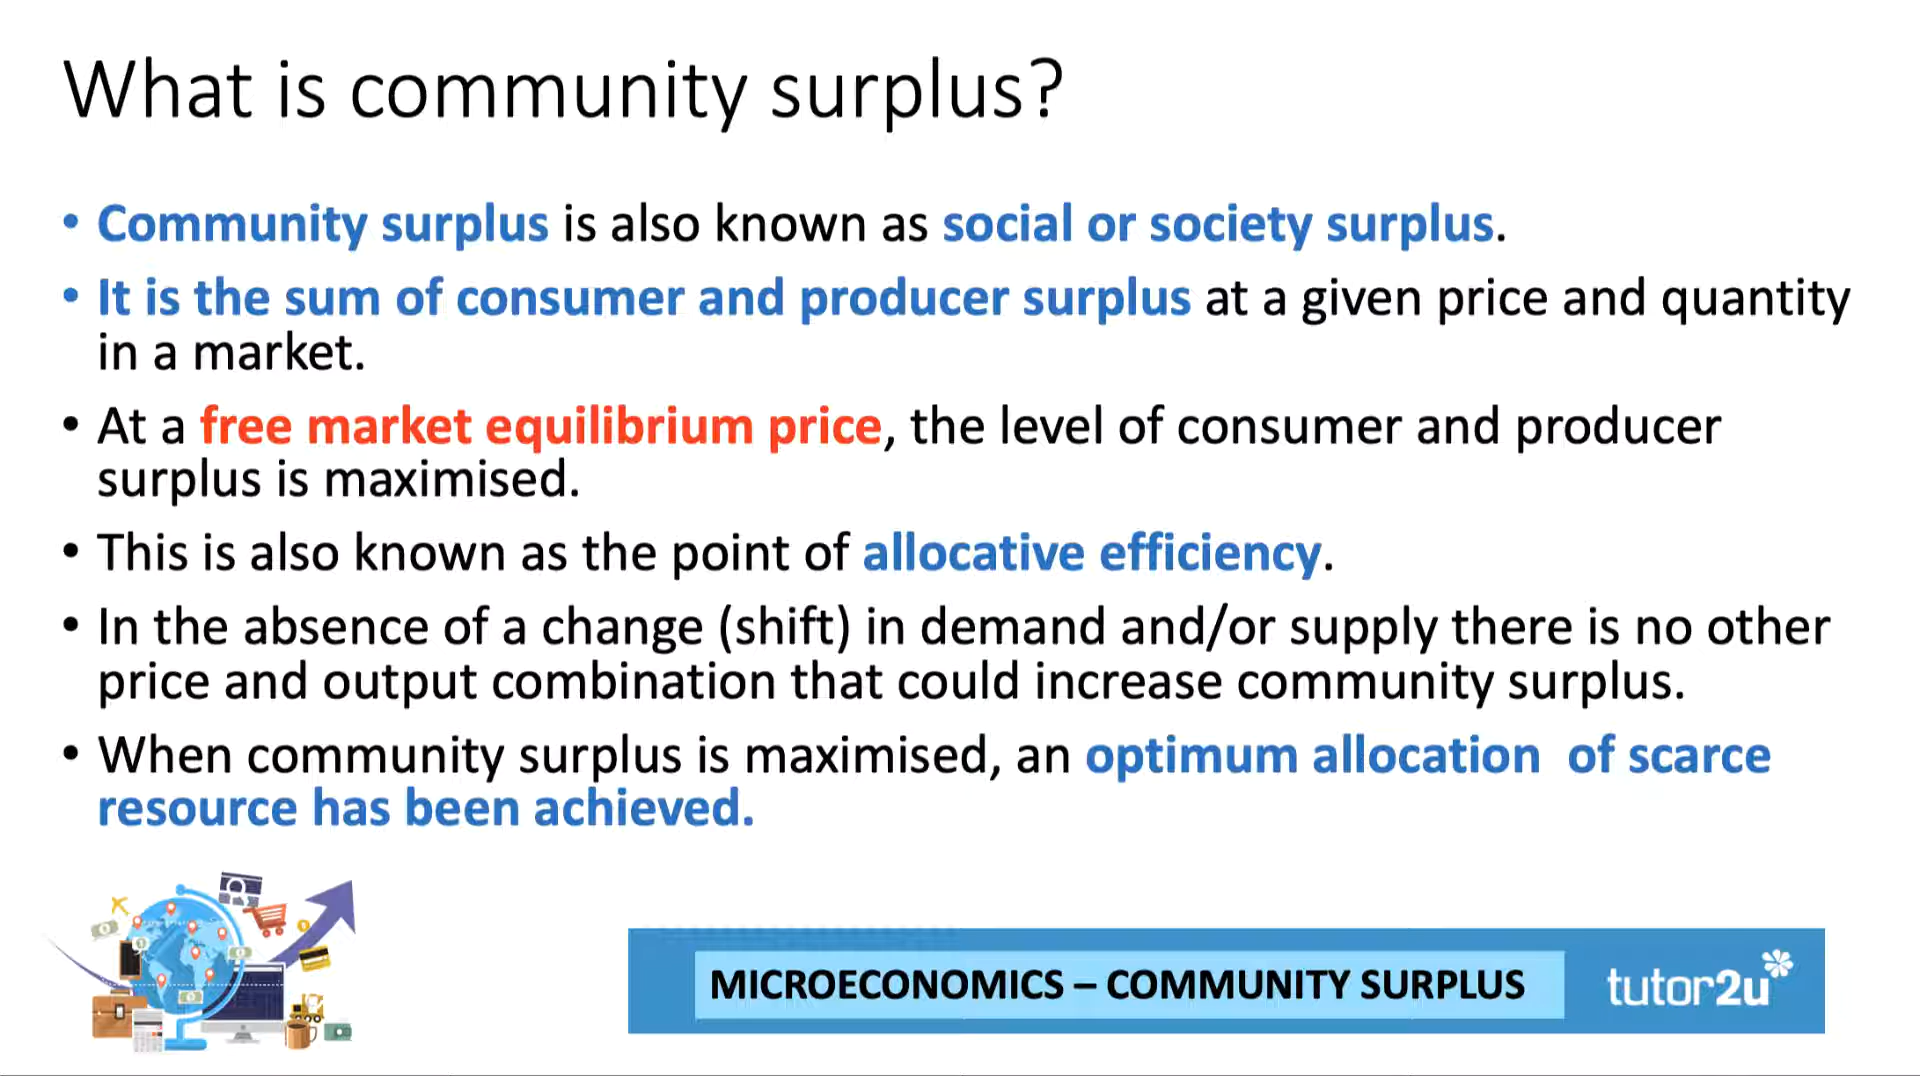 What is community surplus?
• Community surplus is also known as social or society surplus.
• It is the sum of consumer and producer surplus at a given price and quantity
in a market.
• At a free market equilibrium price, the level of consumer and producer
surplus is maximised.
• This is also known as the point of allocative efficiency.
• In the absence of a change (shift) in demand and/or supply there is no other
price and output combination that could increase community surplus.
• When community surplus is maximised, an optimum allocation  of scarce
resource has been achieved.
MICROECONOMICS – COMMUNITY SURPLUS
tutor2u